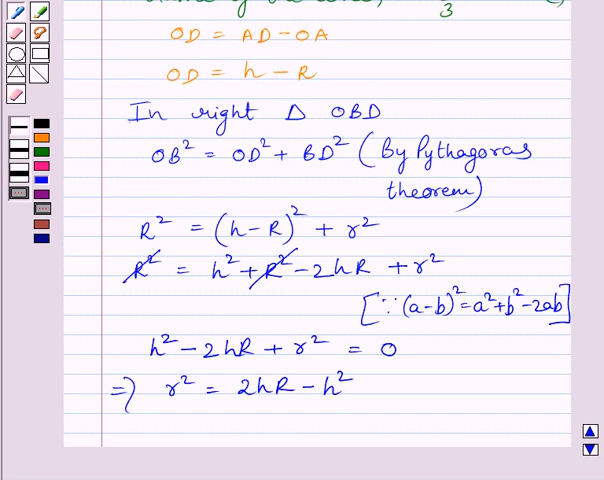 3
OD = AD - OA
OD = h - R
In right Δ OBD
OB² = OD² + BD² (By Pythagoras
theorem)
R² = (h - R)² + r²
R² = h² + R² - 2hR + r²
[∵ (a-b)² = a² + b² - 2ab]
h² - 2hR + r² = 0
⇒ r² = 2hR - h²